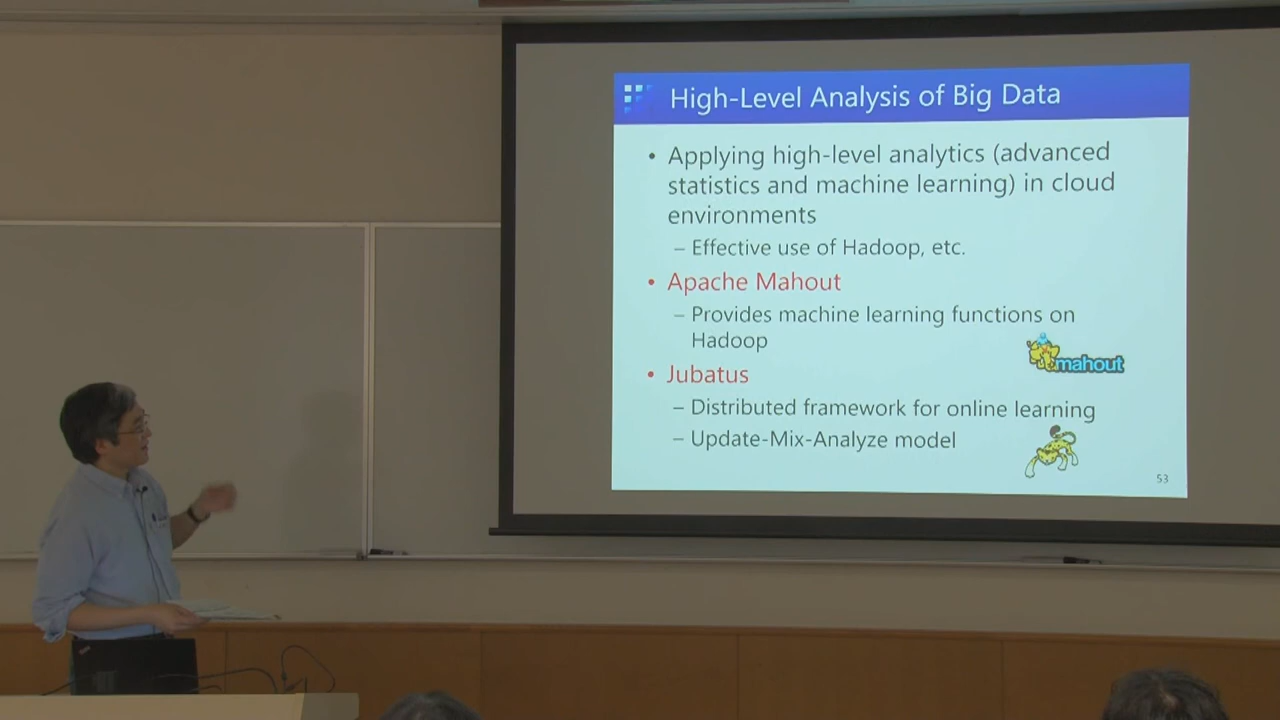 High-Level Analysis of Big Data
• Applying high-level analytics (advanced
statistics and machine learning) in cloud
environments
– Effective use of Hadoop, etc.
• Apache Mahout
– Provides machine learning functions on
Hadoop
mahout
• Jubatus
– Distributed framework for online learning
– Update-Mix-Analyze model
53